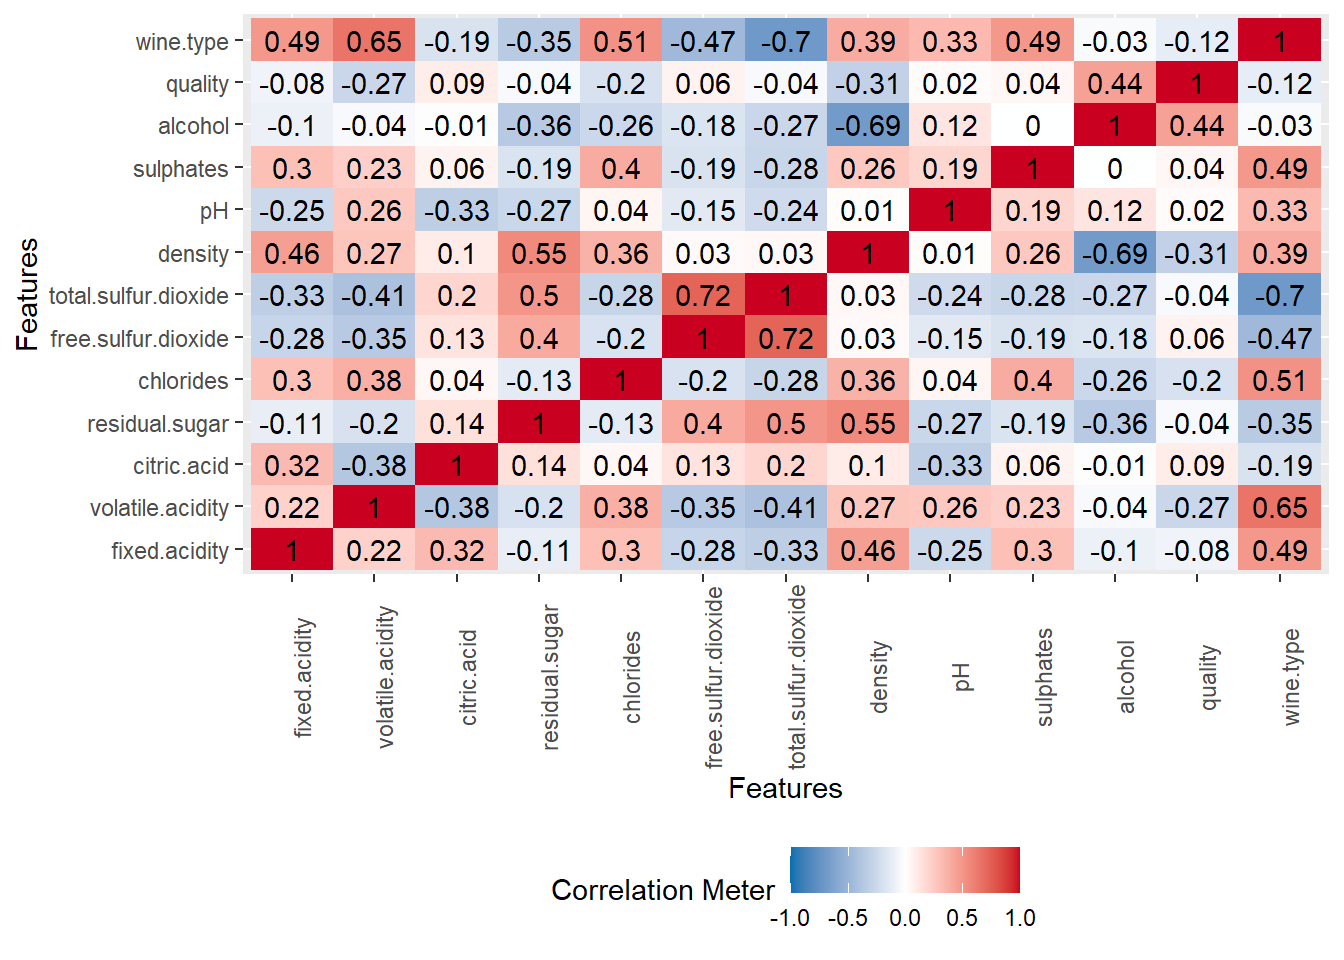 wine.type 0.49 0.65 -0.19 -0.35 0.51 -0.47 -0.7 0.39 0.33 0.49 -0.03 -0.12 1
quality -0.08 -0.27 0.09 -0.04 -0.2 0.06 -0.04 -0.31 0.02 0.04 0.44 1 -0.12
alcohol -0.1 -0.04 -0.01 -0.36 -0.26 -0.18 -0.27 -0.69 0.12 0 1 0.44 -0.03
sulphates 0.3 0.23 0.06 -0.19 0.4 -0.19 -0.28 0.26 0.19 1 0 0.04 0.49
pH -0.25 0.26 -0.33 -0.27 0.04 -0.15 -0.24 0.01 1 0.19 0.12 0.02 0.33
density 0.46 0.27 0.1 0.55 0.36 0.03 0.03 1 0.01 0.26 -0.69 -0.31 0.39
total.sulfur.dioxide -0.33 -0.41 0.2 0.5 -0.28 0.72 1 0.03 -0.24 -0.28 -0.27 -0.04 -0.7
free.sulfur.dioxide -0.28 -0.35 0.13 0.4 -0.2 1 0.72 0.03 -0.15 -0.19 -0.18 0.06 -0.47
chlorides 0.3 0.38 0.04 -0.13 1 -0.2 -0.28 0.36 0.04 0.4 -0.26 -0.2 0.51
residual.sugar -0.11 -0.2 0.14 1 -0.13 0.4 0.5 0.55 -0.27 -0.19 -0.36 -0.04 -0.35
citric.acid 0.32 -0.38 1 0.14 0.04 0.13 0.2 0.1 -0.33 0.06 -0.01 0.09 -0.19
volatile.acidity 0.22 1 -0.38 -0.2 0.38 -0.35 -0.41 0.27 0.26 0.23 -0.04 -0.27 0.65
fixed.acidity 1 0.22 0.32 -0.11 0.3 -0.28 -0.33 0.46 -0.25 0.3 -0.1 -0.08 0.49
Features
fixed.acidity
volatile.acidity
citric.acid
residual.sugar
chlorides
free.sulfur.dioxide
total.sulfur.dioxide
density
pH
sulphates
alcohol
quality
wine.type
Features
Correlation Meter
-1.0 -0.5 0.0 0.5 1.0